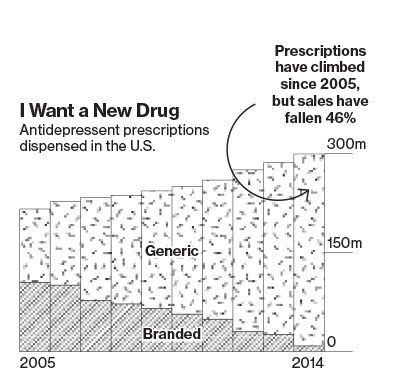 Prescriptions
have climbed
since 2005,
but sales have
fallen 46%
I Want a New Drug
Antidepressent prescriptions
dispensed in the U.S.
300m
150m
Generic
Branded
0
2005
2014